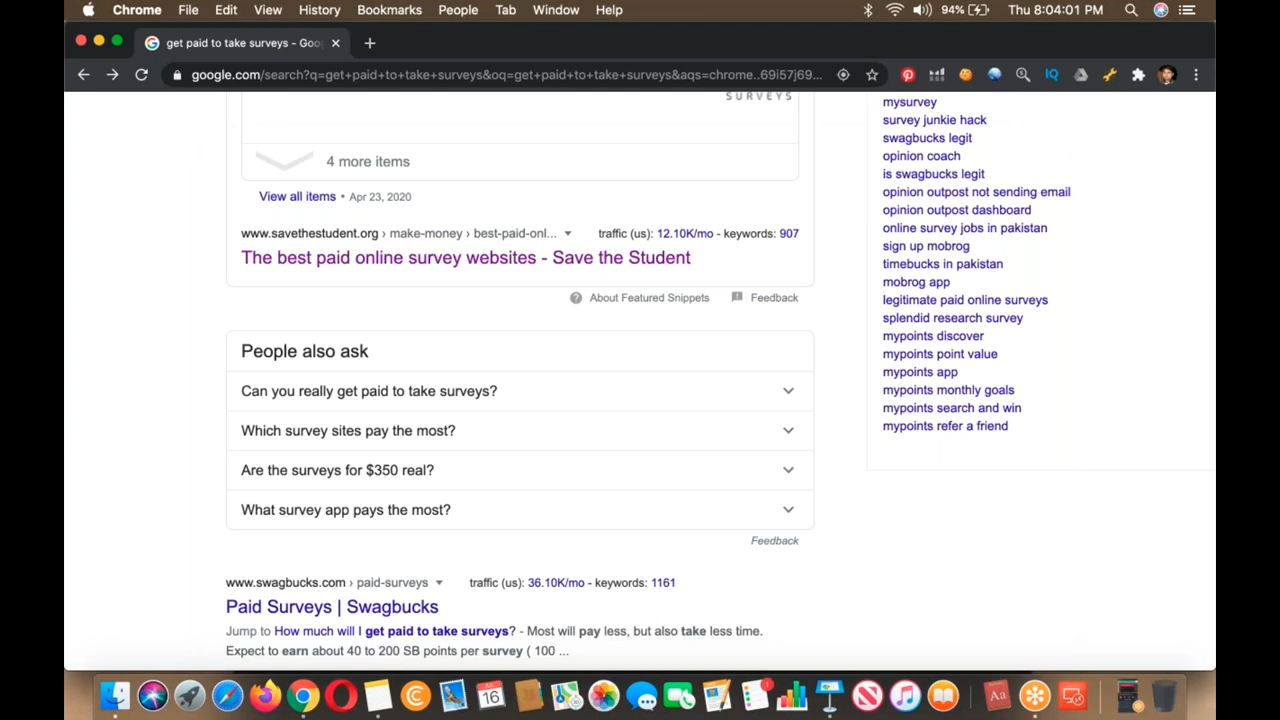 Chrome File Edit View History Bookmarks People Tab Window Help 94% Thu 8:04:01 PM
get paid to take surveys - Goo
google.com/search?q=get+paid+to+take+surveys&oq=get+paid+to+take+surveys&aqs=chrome..69i57j69...
IQ
SURVEYS
4 more items
View all items • Apr 23, 2020
www.savethestudent.org › make-money › best-paid-onl... traffic (us): 12.10K/mo - keywords: 907
The best paid online survey websites - Save the Student
About Featured Snippets Feedback
People also ask
Can you really get paid to take surveys?
Which survey sites pay the most?
Are the surveys for $350 real?
What survey app pays the most?
Feedback
www.swagbucks.com › paid-surveys traffic (us): 36.10K/mo - keywords: 1161
Paid Surveys | Swagbucks
Jump to How much will I get paid to take surveys? - Most will pay less, but also take less time.
Expect to earn about 40 to 200 SB points per survey ( 100 ...
mysurvey
survey junkie hack
swagbucks legit
opinion coach
is swagbucks legit
opinion outpost not sending email
opinion outpost dashboard
online survey jobs in pakistan
sign up mobrog
timebucks in pakistan
mobrog app
legitimate paid online surveys
splendid research survey
mypoints discover
mypoints point value
mypoints app
mypoints monthly goals
mypoints search and win
mypoints refer a friend
16
1
Aa